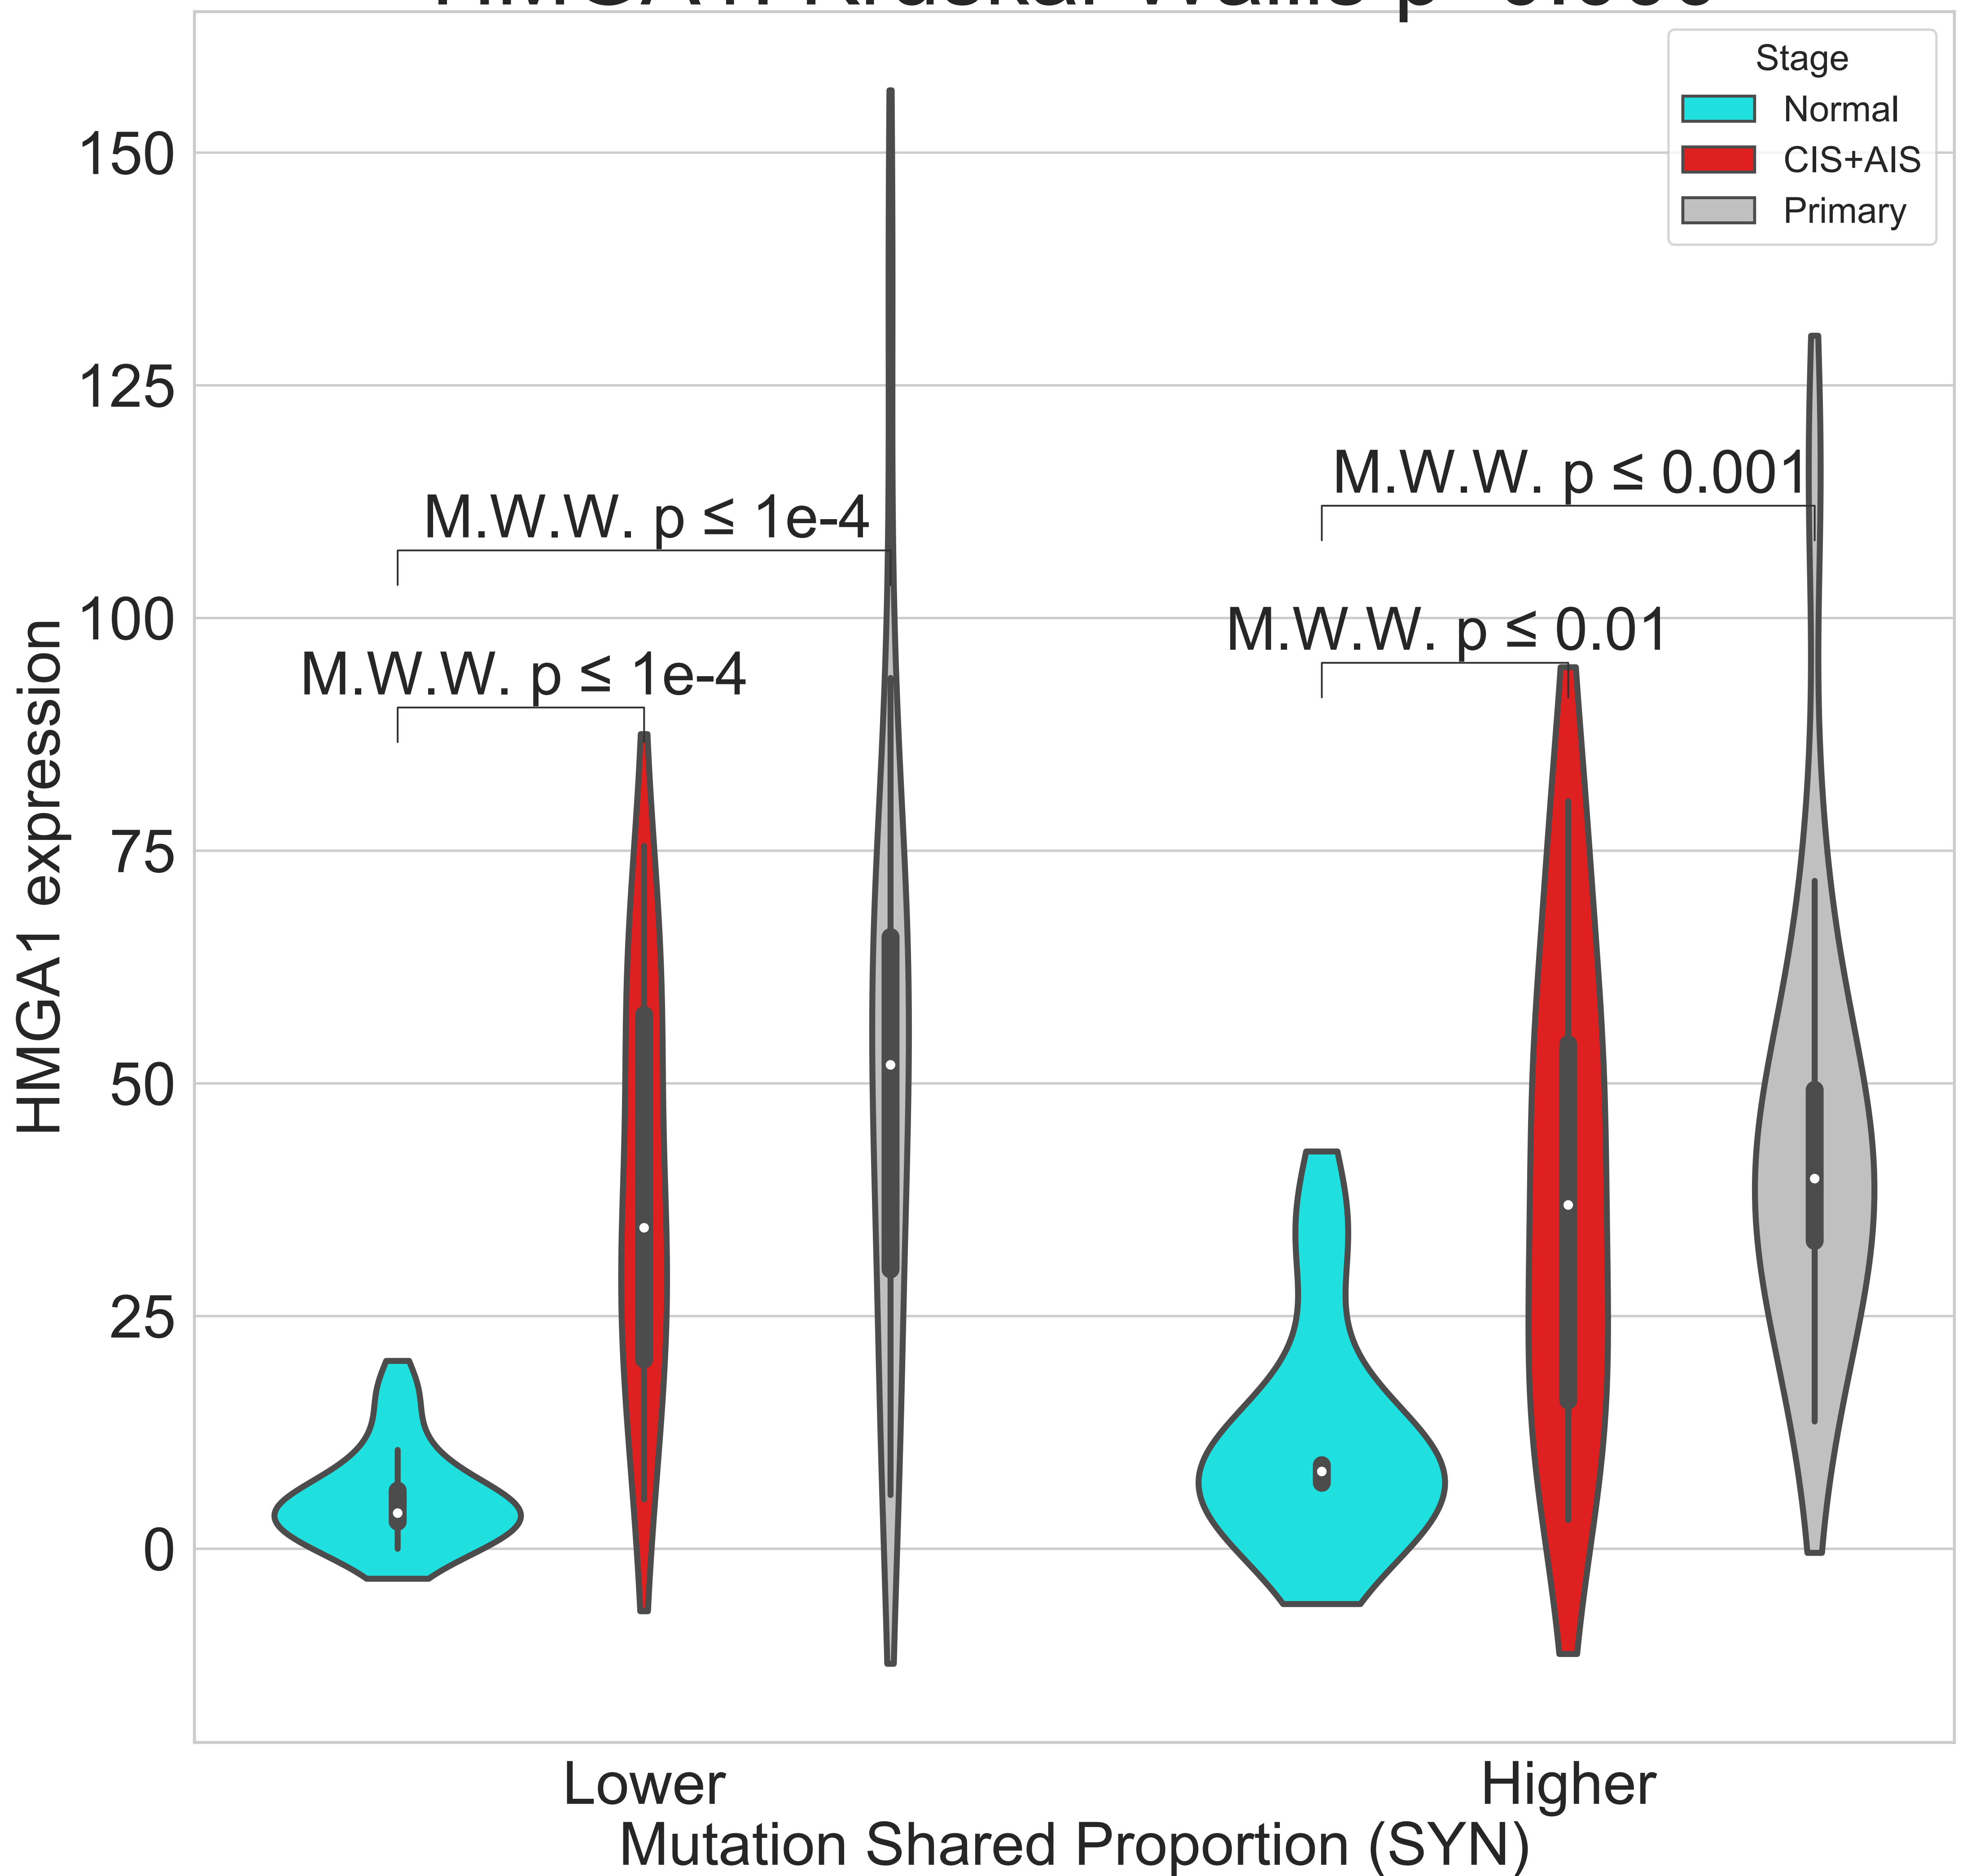 Stage
Normal
CIS+AIS
Primary
150
125
100
75
50
25
0
HMGA1 expression
M.W.W. p ≤ 1e-4
M.W.W. p ≤ 1e-4
M.W.W. p ≤ 0.001
M.W.W. p ≤ 0.01
Lower
Higher
Mutation Shared Proportion (SYN)